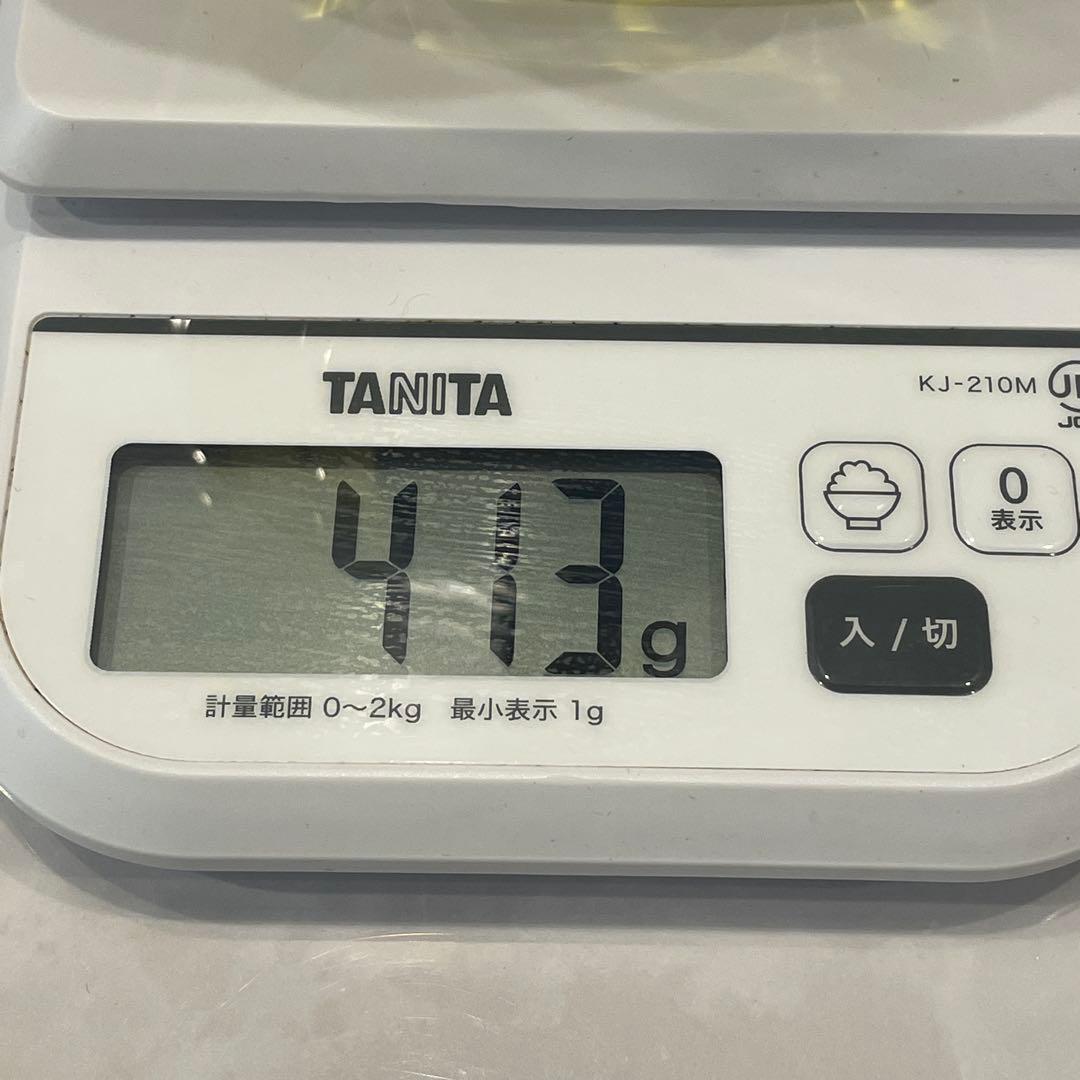 TANITA
KJ-210M
413g
0
表示
入/切
計量範囲 0～2kg 最小表示 1g